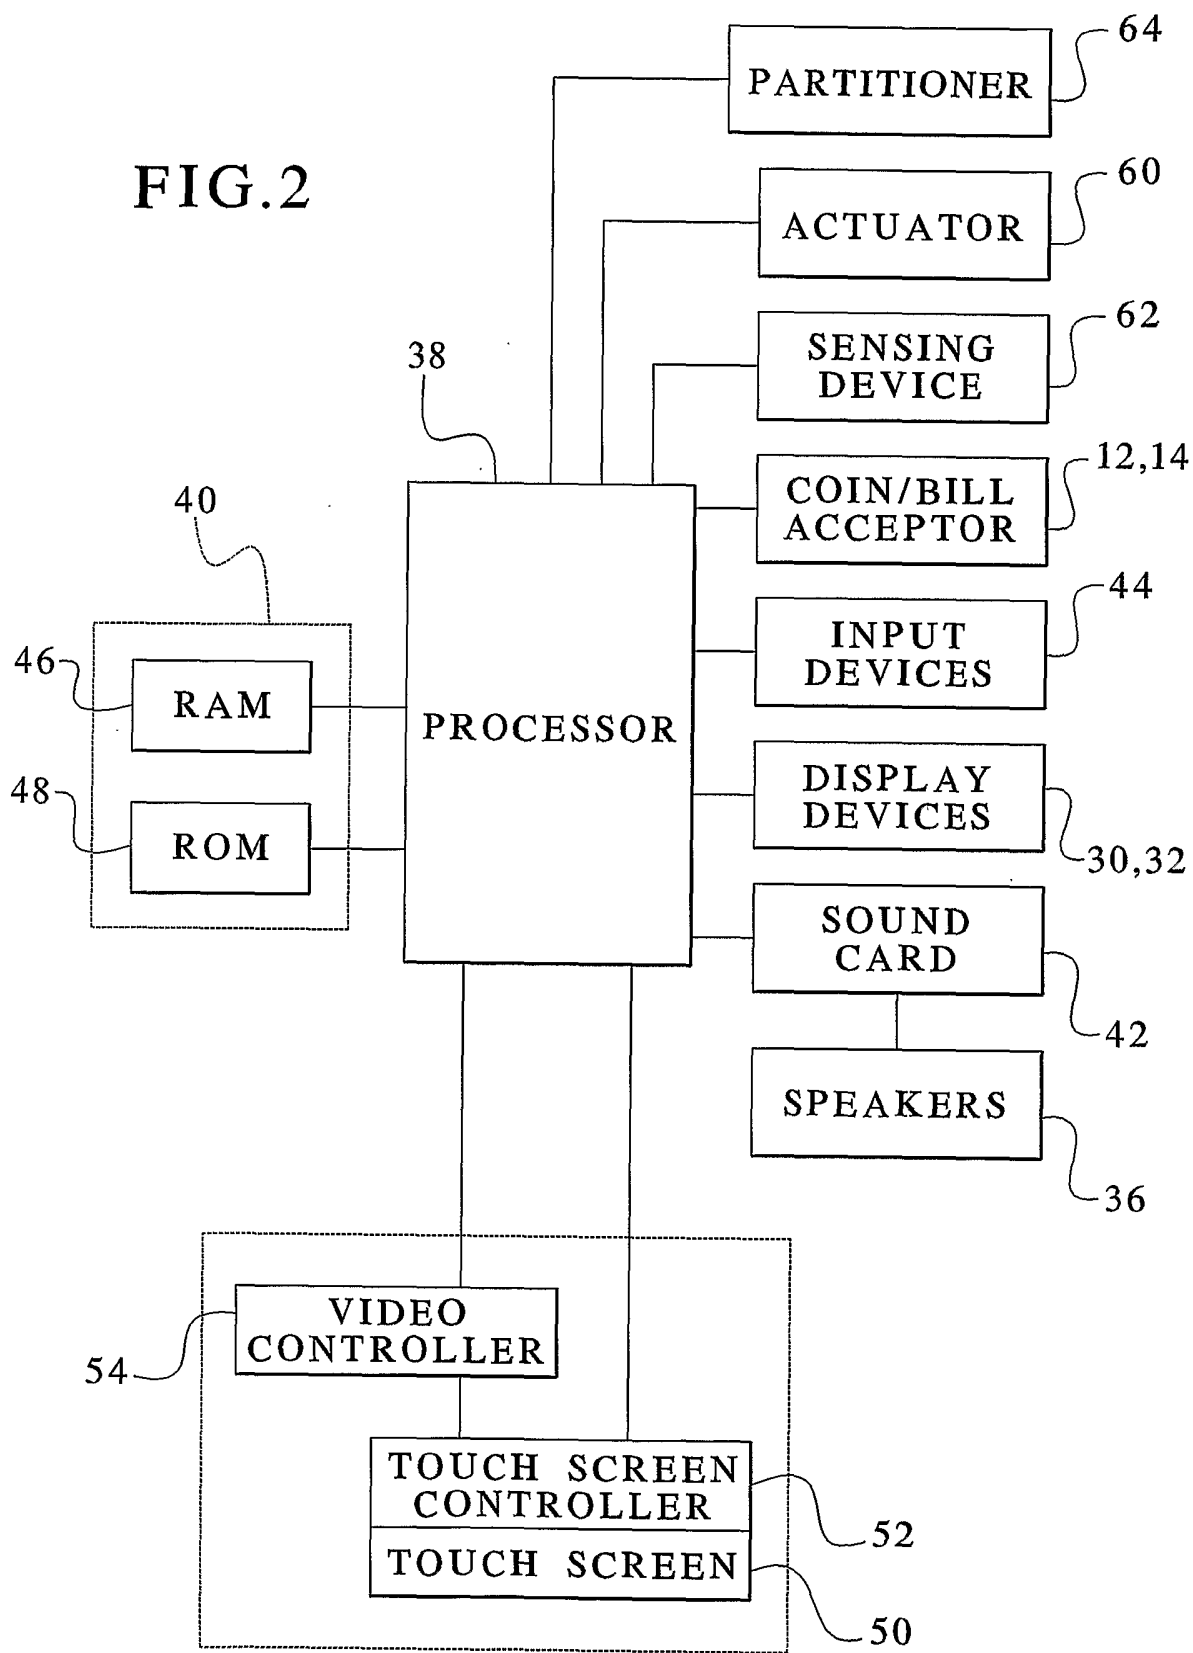 64
PARTITIONER
FIG.2
60
ACTUATOR
62
SENSING
DEVICE
38
12,14
COIN/BILL
ACCEPTOR
40
44
INPUT
DEVICES
46
RAM
PROCESSOR
48
ROM
DISPLAY
DEVICES
30,32
SOUND
CARD
42
SPEAKERS
36
VIDEO
CONTROLLER
54
TOUCH SCREEN
CONTROLLER
52
TOUCH SCREEN
50